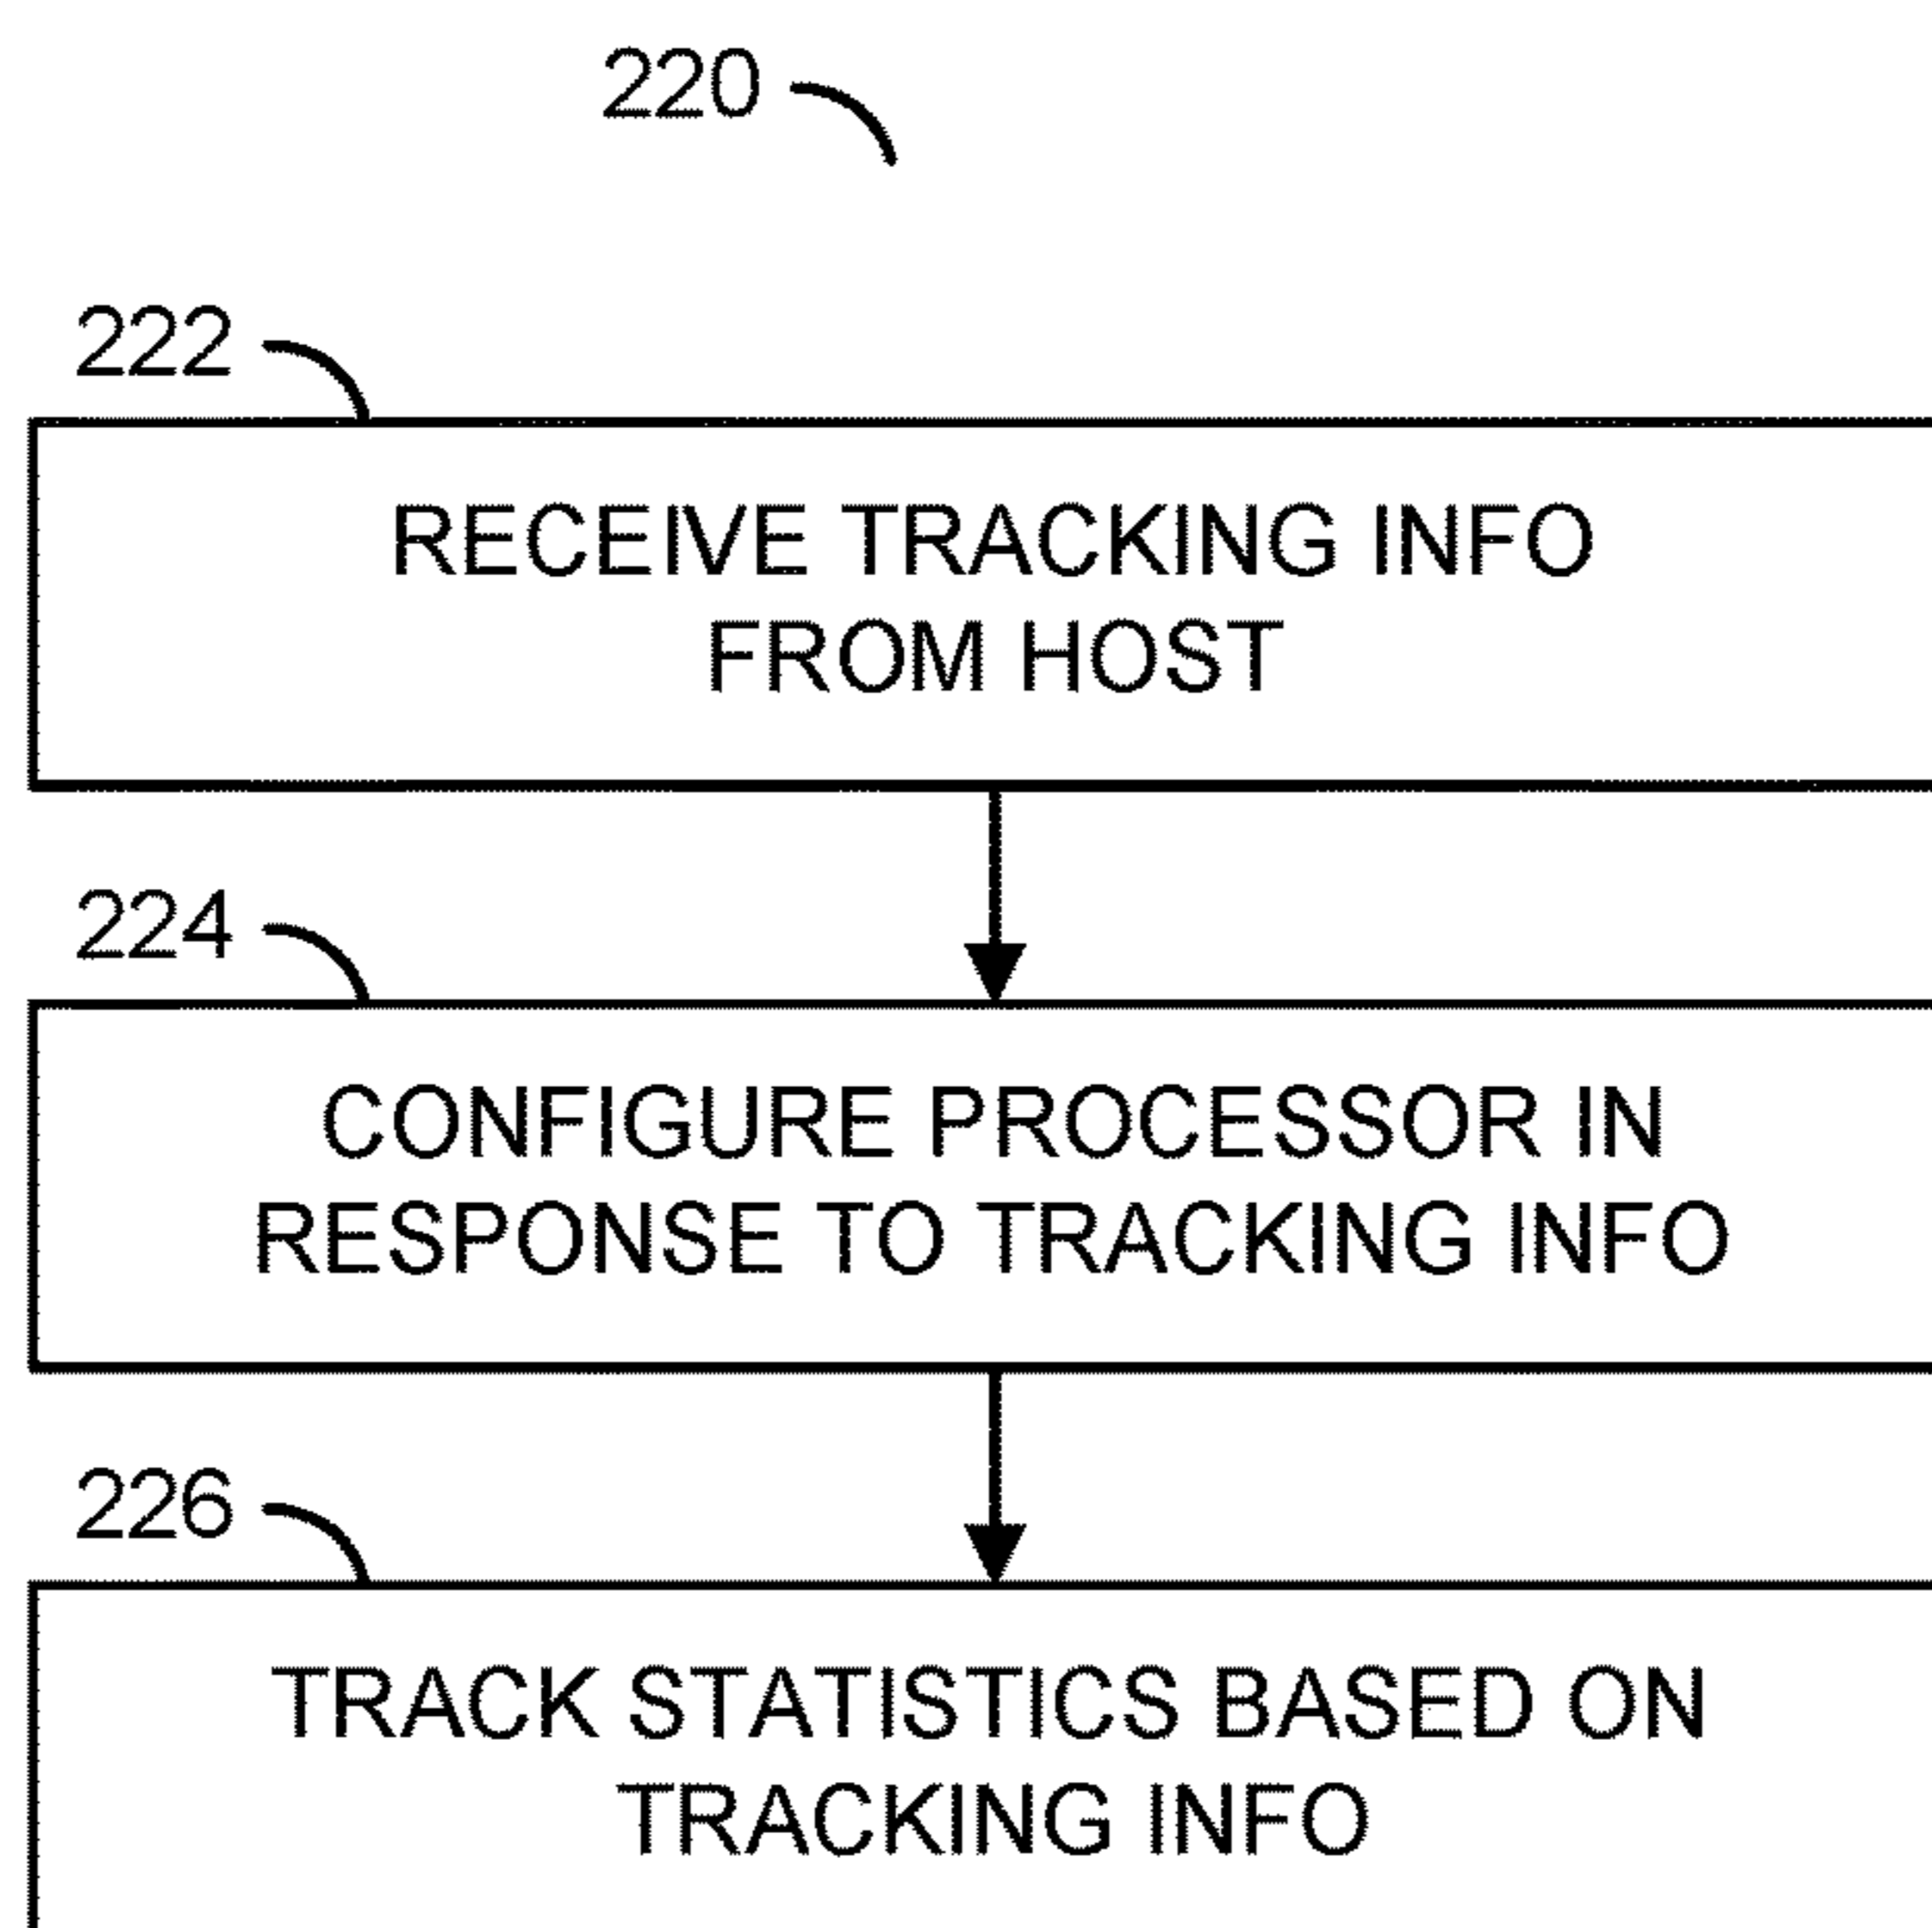 220
222
RECEIVE TRACKING INFO
FROM HOST
224
CONFIGURE PROCESSOR IN
RESPONSE TO TRACKING INFO
226
TRACK STATISTICS BASED ON
TRACKING INFO